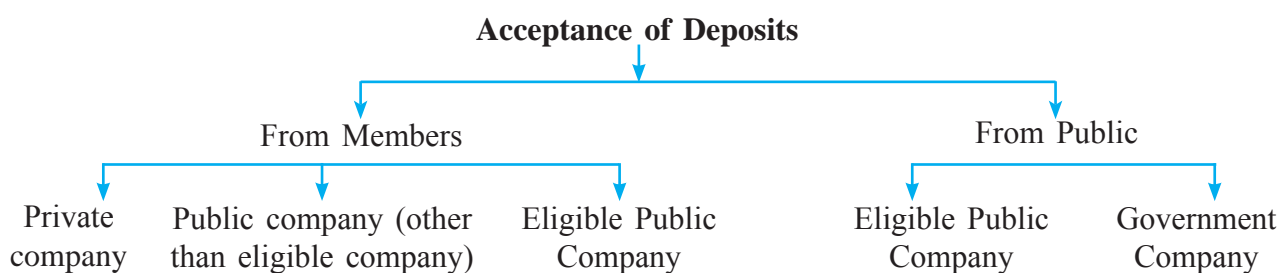 Acceptance of Deposits
From Members
From Public
Private
company
Public company (other
than eligible company)
Eligible Public
Company
Eligible Public
Company
Government
Company